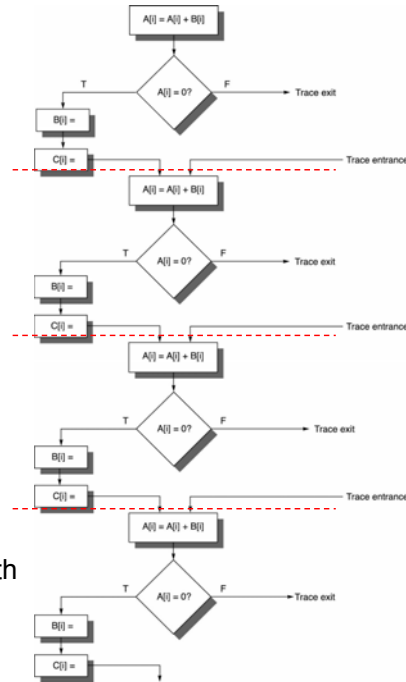 A[i] = A[i] + B[i]
T
A[i] = 0?
F
Trace exit
B[i] =
C[i] =
Trace entrance
A[i] = A[i] + B[i]
T
A[i] = 0?
F
Trace exit
B[i] =
C[i] =
Trace entrance
A[i] = A[i] + B[i]
T
A[i] = 0?
F
Trace exit
B[i] =
C[i] =
Trace entrance
A[i] = A[i] + B[i]
T
A[i] = 0?
F
Trace exit
B[i] =
C[i] =